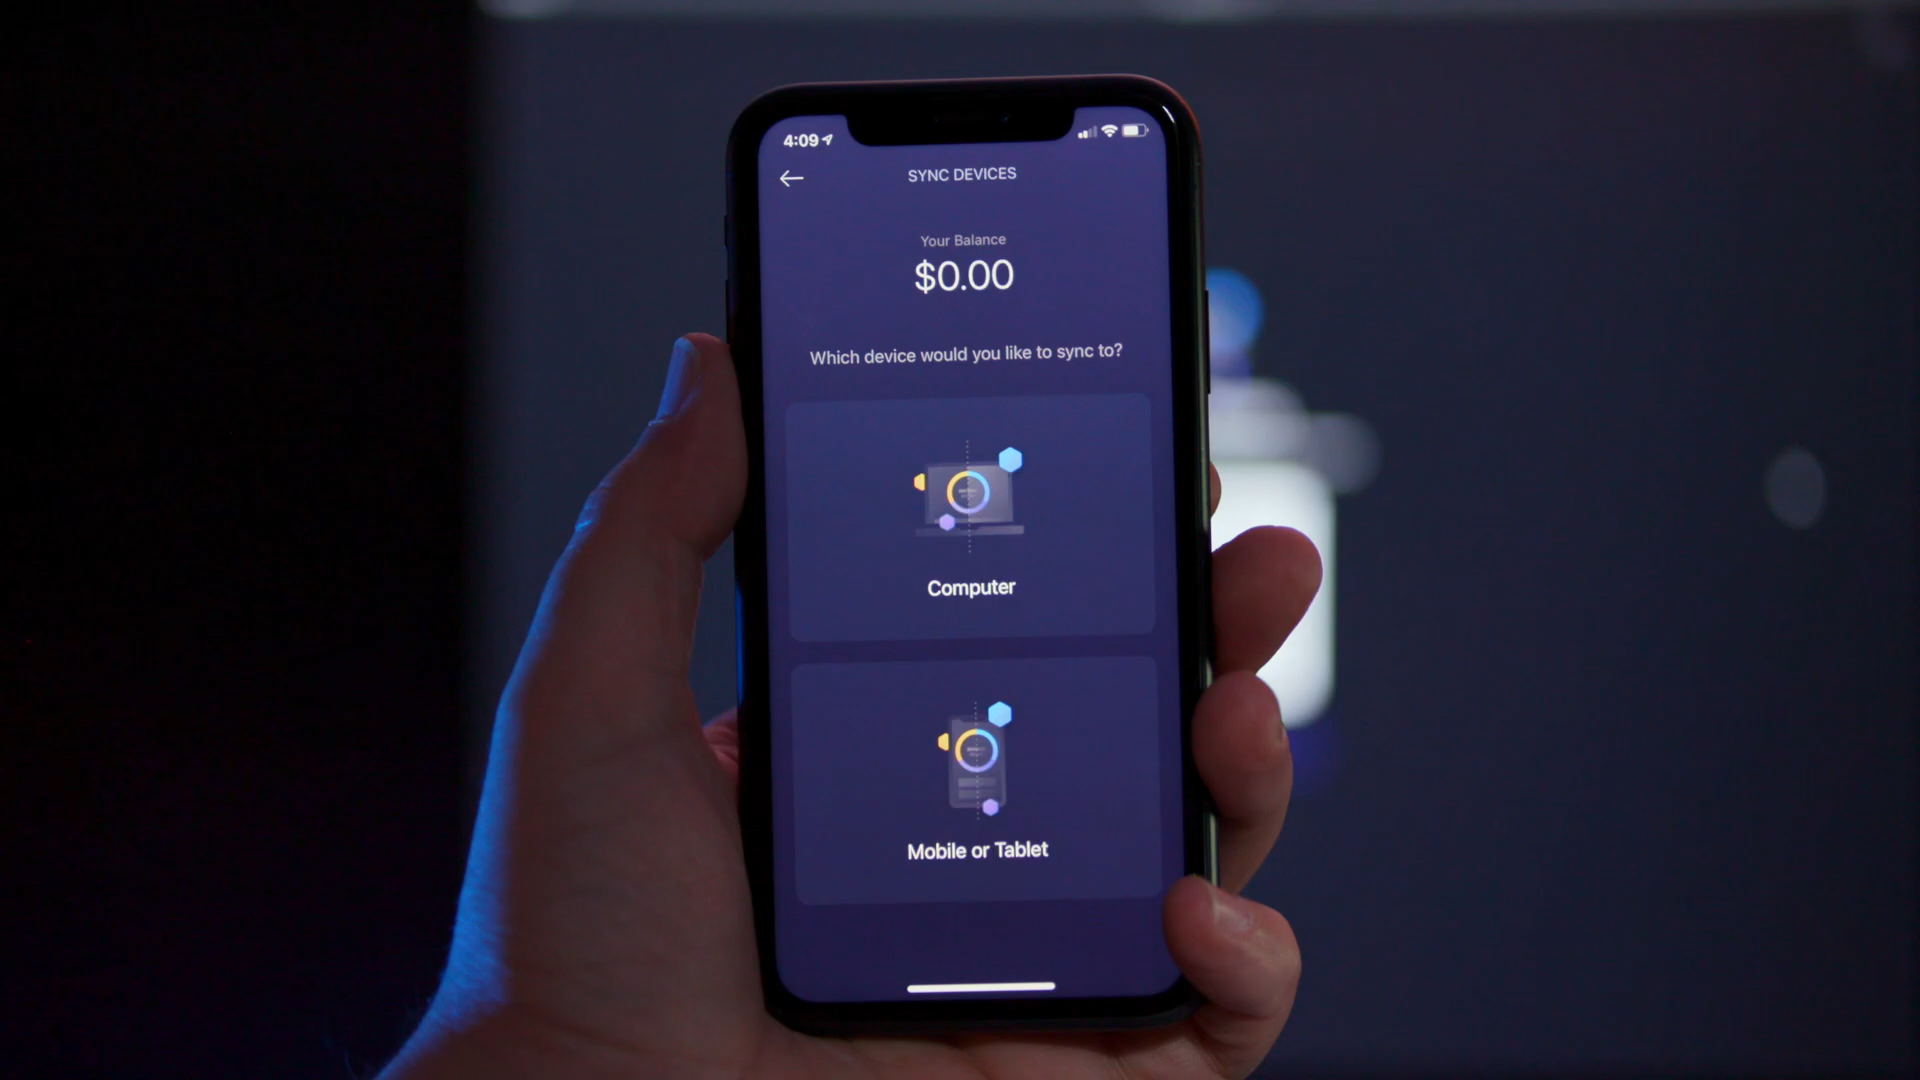 4:09
SYNC DEVICES
Your Balance
$0.00
Which device would you like to sync to?
Computer
Mobile or Tablet